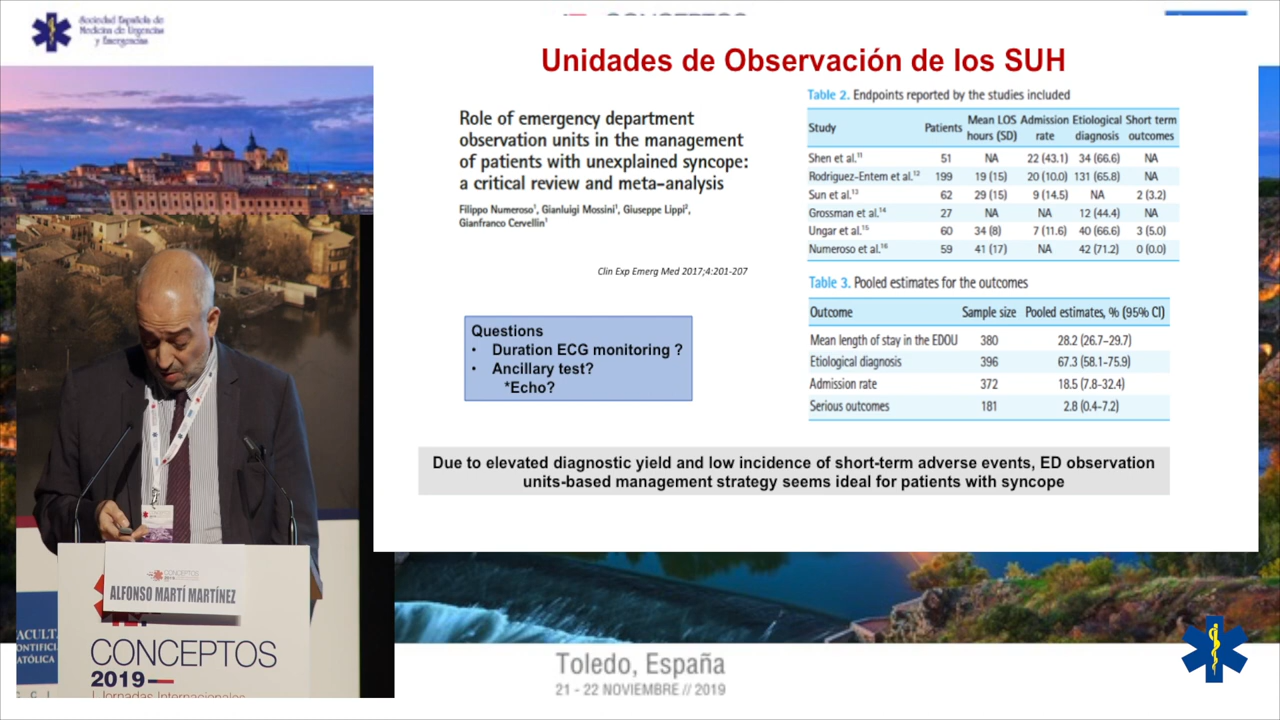 Sociedad Española de
Medicina de Urgencias
y Emergencias
CONCEPTOS
Unidades de Observación de los SUH
Role of emergency department
observation units in the management
of patients with unexplained syncope:
a critical review and meta-analysis
Filippo Numeroso¹, Gianluigi Mossini¹, Giuseppe Lippi²,
Gianfranco Cervellin¹
Clin Exp Emerg Med 2017;4:201-207
Questions
• Duration ECG monitoring ?
• Ancillary test?
*Echo?
Table 2. Endpoints reported by the studies included
Study Patients Mean LOS hours (SD) Admission rate Etiological diagnosis Short term outcomes
Shen et al.¹¹ 51 NA 22 (43.1) 34 (66.6) NA
Rodriguez-Entem et al.¹² 199 19 (15) 20 (10.0) 131 (65.8) NA
Sun et al.¹³ 62 29 (15) 9 (14.5) NA 2 (3.2)
Grossman et al.¹⁴ 27 NA NA 12 (44.4) NA
Ungar et al.¹⁵ 60 34 (8) 7 (11.6) 40 (66.6) 3 (5.0)
Numeroso et al.¹⁶ 59 41 (17) NA 42 (71.2) 0 (0.0)
Table 3. Pooled estimates for the outcomes
Outcome Sample size Pooled estimates, % (95% CI)
Mean length of stay in the EDOU 380 28.2 (26.7–29.7)
Etiological diagnosis 396 67.3 (58.1-75.9)
Admission rate 372 18.5 (7.8-32.4)
Serious outcomes 181 2.8 (0.4-7.2)
Due to elevated diagnostic yield and low incidence of short-term adverse events, ED observation
units-based management strategy seems ideal for patients with syncope
CONCEPTOS
2019
ALFONSO MARTÍ MARTÍNEZ
CONCEPTOS
2019
I Jornadas Internacionales
ACULT
ONTIFIC
ATÓLICA
Toledo, España
21 - 22 NOVIEMBRE // 2019